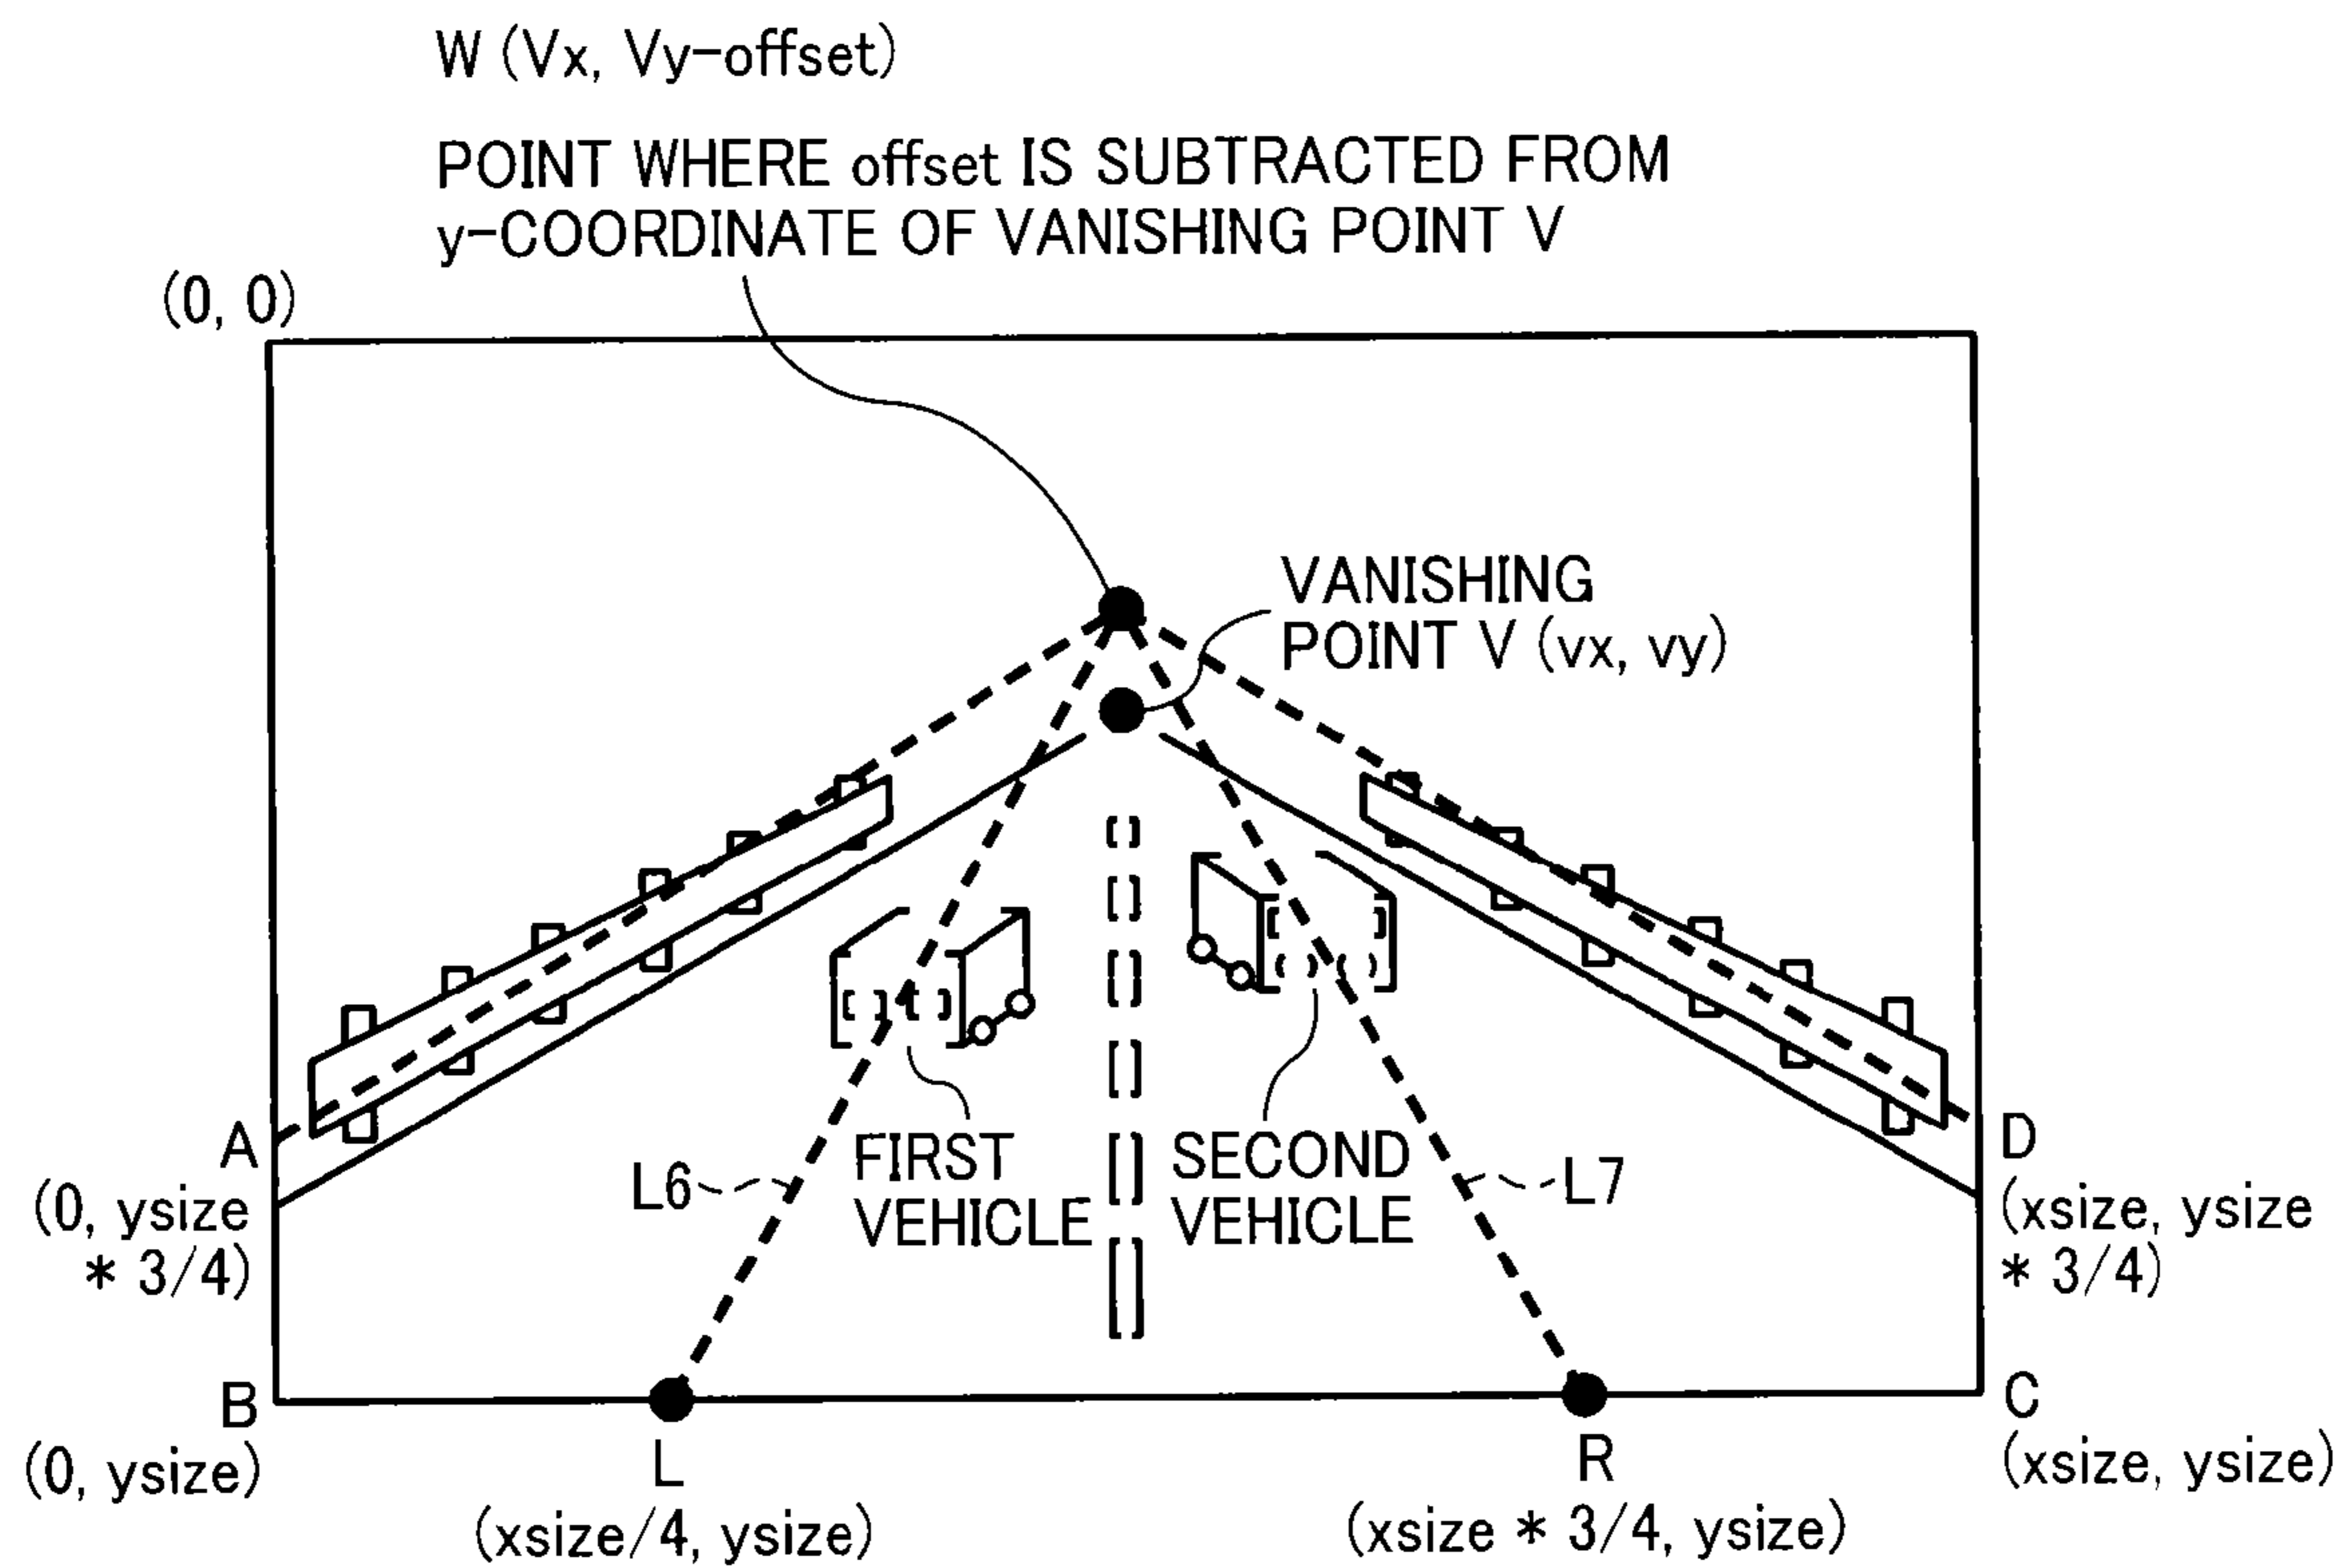 W (Vx, Vy-offset)
POINT WHERE offset IS SUBTRACTED FROM
y-COORDINATE OF VANISHING POINT V
(0, 0)
VANISHING
POINT V (vx, vy)
A
(0, ysize
* 3/4)
D
(xsize, ysize
* 3/4)
L6
FIRST
VEHICLE
SECOND
VEHICLE
L7
B
(0, ysize)
L
(xsize/4, ysize)
R
(xsize * 3/4, ysize)
C
(xsize, ysize)